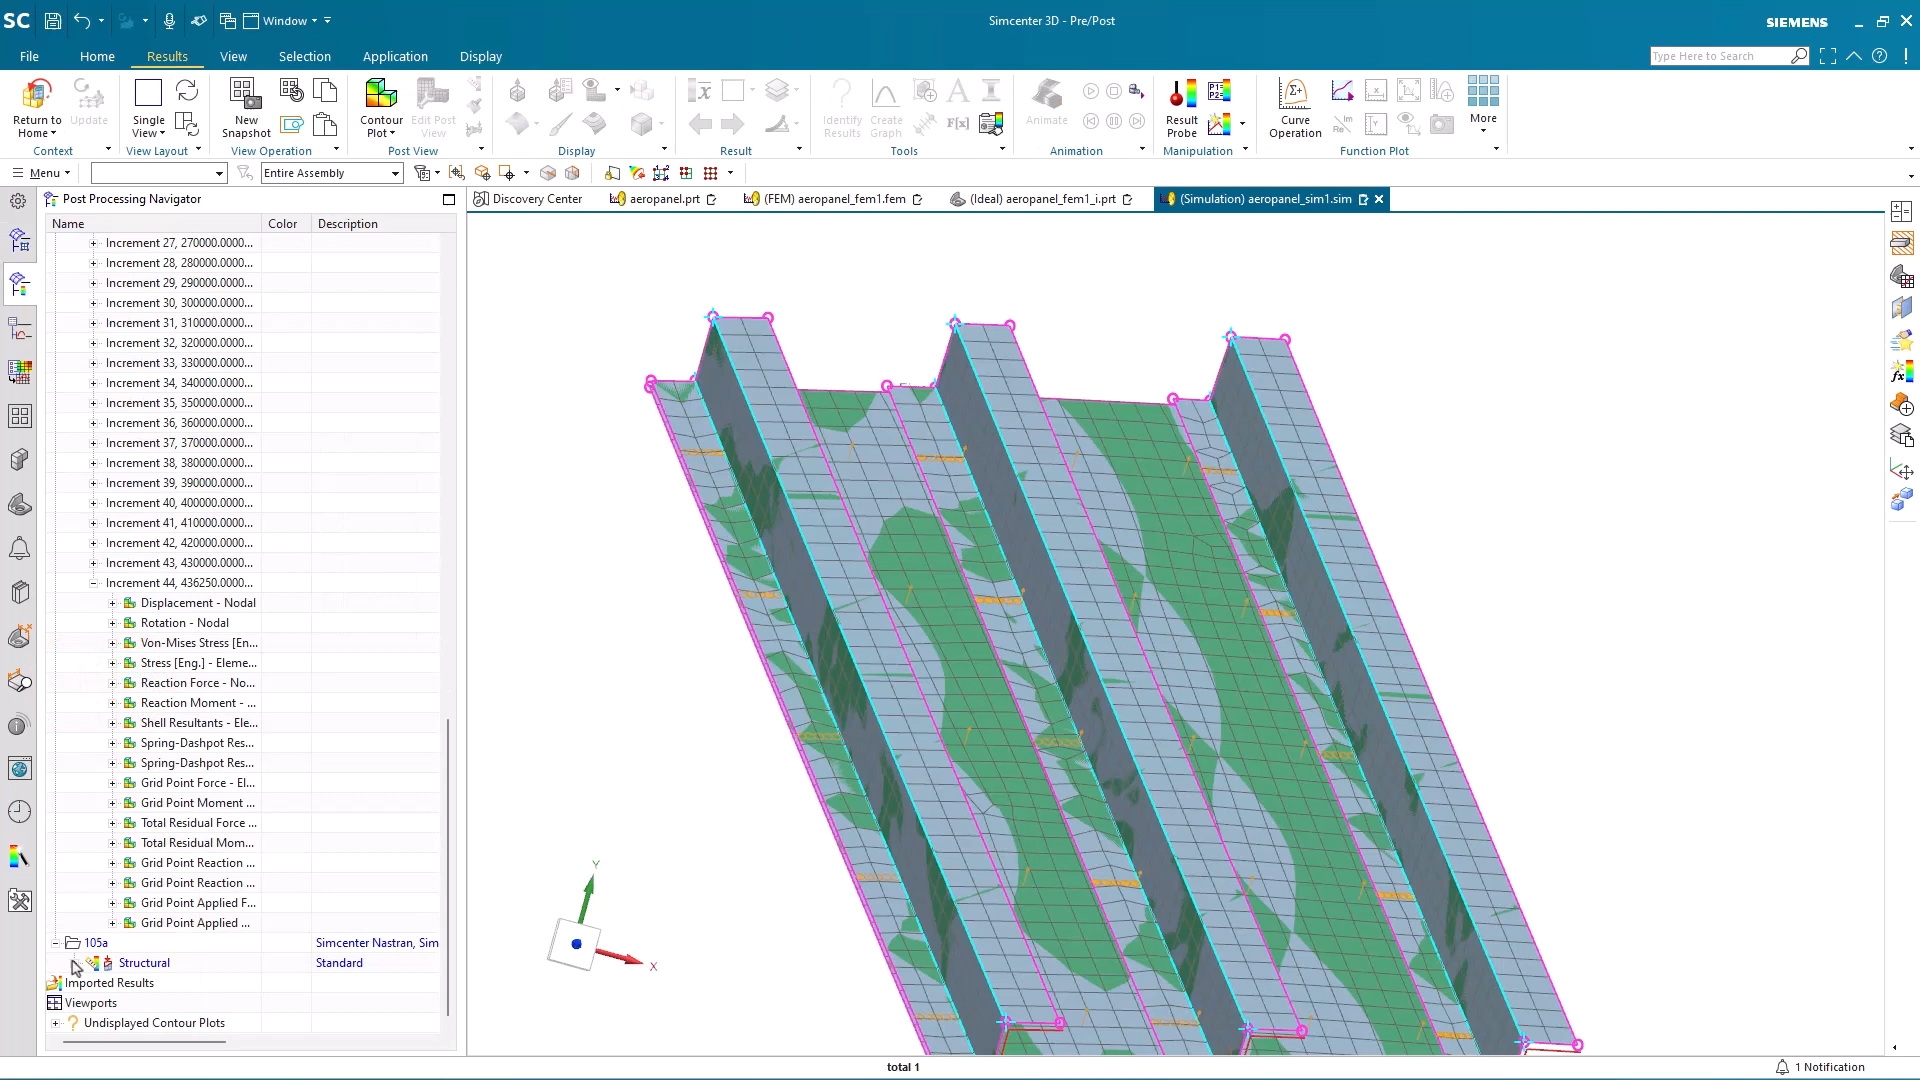 SC Window Simcenter 3D - Pre/Post SIEMENS
File Home Results View Selection Application Display Type Here to Search
Return to Home Update Single View New Snapshot Contour Plot Edit Post View Identify Results Create Graph F[x] Animate Result Probe Curve Operation More
Context View Layout View Operation Post View Display Result Tools Animation Manipulation Function Plot
Menu Entire Assembly
Post Processing Navigator
Discovery Center aeropanel.prt (FEM) aeropanel_fem1.fem (Ideal) aeropanel_fem1_i.prt (Simulation) aeropanel_sim1.sim
Name Color Description
Increment 27, 270000.0000...
Increment 28, 280000.0000...
Increment 29, 290000.0000...
Increment 30, 300000.0000...
Increment 31, 310000.0000...
Increment 32, 320000.0000...
Increment 33, 330000.0000...
Increment 34, 340000.0000...
Increment 35, 350000.0000...
Increment 36, 360000.0000...
Increment 37, 370000.0000...
Increment 38, 380000.0000...
Increment 39, 390000.0000...
Increment 40, 400000.0000...
Increment 41, 410000.0000...
Increment 42, 420000.0000...
Increment 43, 430000.0000...
Increment 44, 436250.0000...
Displacement - Nodal
Rotation - Nodal
Von-Mises Stress [En...
Stress [Eng.] - Eleme...
Reaction Force - No...
Reaction Moment - ...
Shell Resultants - Ele...
Spring-Dashpot Res...
Spring-Dashpot Res...
Grid Point Force - El...
Grid Point Moment ...
Total Residual Force ...
Total Residual Mom...
Grid Point Reaction ...
Grid Point Reaction ...
Grid Point Applied F...
Grid Point Applied ...
105a Simcenter Nastran, Sim
Structural Standard
Imported Results
Viewports
Undisplayed Contour Plots
Y
X
total 1 1 Notification